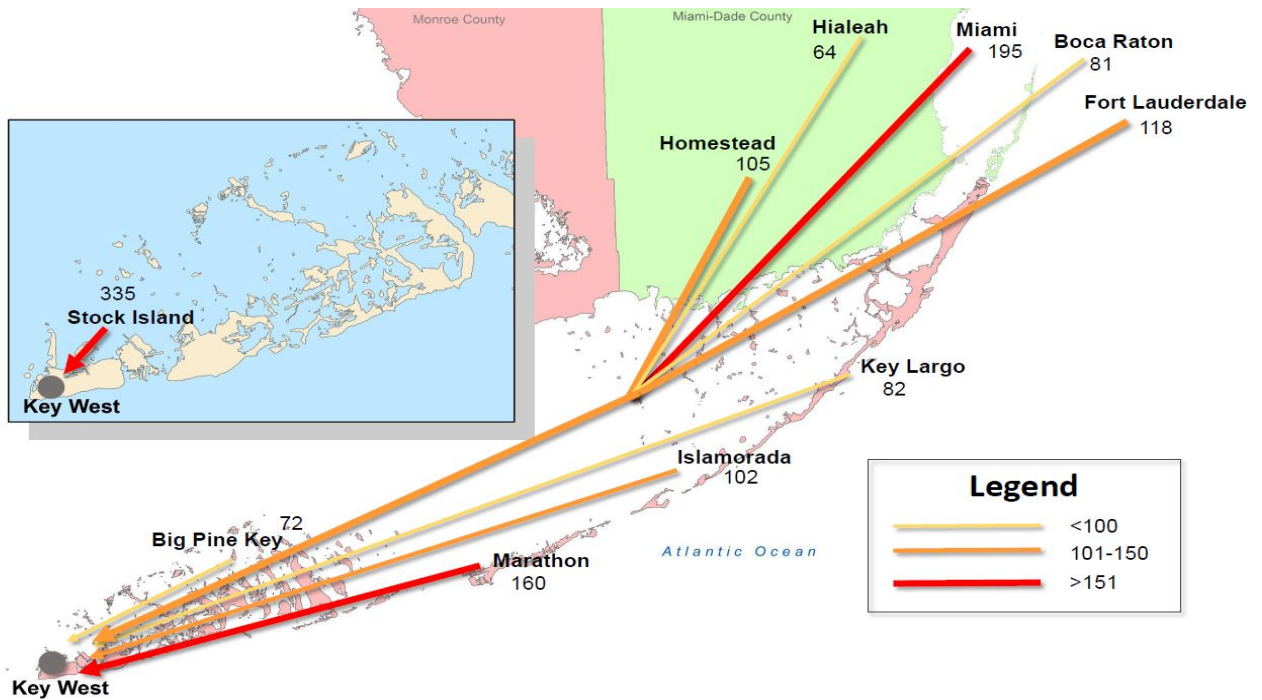 Monroe County
Miami-Dade County
Hialeah
64
Miami
195
Boca Raton
81
Fort Lauderdale
118
Homestead
105
335
Stock Island
Key West
Key Largo
82
Islamorada
102
72
Big Pine Key
Marathon
160
Atlantic Ocean
Key West
Legend
<100
101-150
>151